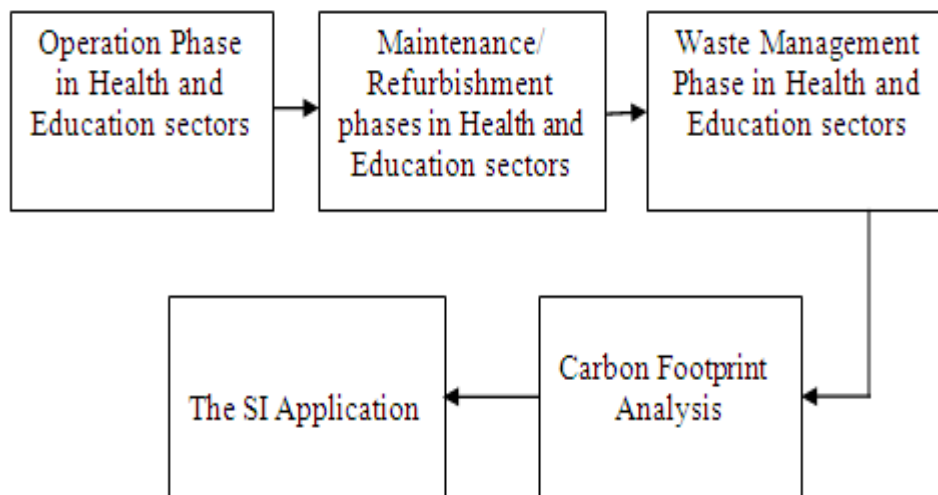 Operation Phase
in Health and
Education sectors
Maintenance/
Refurbishment
phases in Health and
Education sectors
Waste Management
Phase in Health and
Education sectors
Carbon Footprint
Analysis
The SI Application